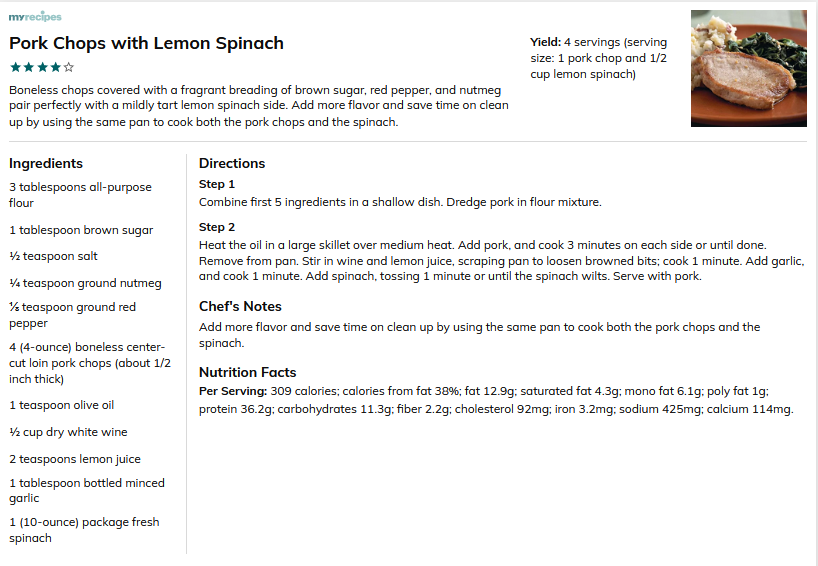 myrecipes
Pork Chops with Lemon Spinach
Boneless chops covered with a fragrant breading of brown sugar, red pepper, and nutmeg
pair perfectly with a mildly tart lemon spinach side. Add more flavor and save time on clean
up by using the same pan to cook both the pork chops and the spinach.
Yield: 4 servings (serving
size: 1 pork chop and 1/2
cup lemon spinach)
Ingredients
3 tablespoons all-purpose
flour
1 tablespoon brown sugar
½ teaspoon salt
¼ teaspoon ground nutmeg
⅛ teaspoon ground red
pepper
4 (4-ounce) boneless center-
cut loin pork chops (about 1/2
inch thick)
1 teaspoon olive oil
½ cup dry white wine
2 teaspoons lemon juice
1 tablespoon bottled minced
garlic
1 (10-ounce) package fresh
spinach
Directions
Step 1
Combine first 5 ingredients in a shallow dish. Dredge pork in flour mixture.
Step 2
Heat the oil in a large skillet over medium heat. Add pork, and cook 3 minutes on each side or until done.
Remove from pan. Stir in wine and lemon juice, scraping pan to loosen browned bits; cook 1 minute. Add garlic,
and cook 1 minute. Add spinach, tossing 1 minute or until the spinach wilts. Serve with pork.
Chef's Notes
Add more flavor and save time on clean up by using the same pan to cook both the pork chops and the
spinach.
Nutrition Facts
Per Serving: 309 calories; calories from fat 38%; fat 12.9g; saturated fat 4.3g; mono fat 6.1g; poly fat 1g;
protein 36.2g; carbohydrates 11.3g; fiber 2.2g; cholesterol 92mg; iron 3.2mg; sodium 425mg; calcium 114mg.